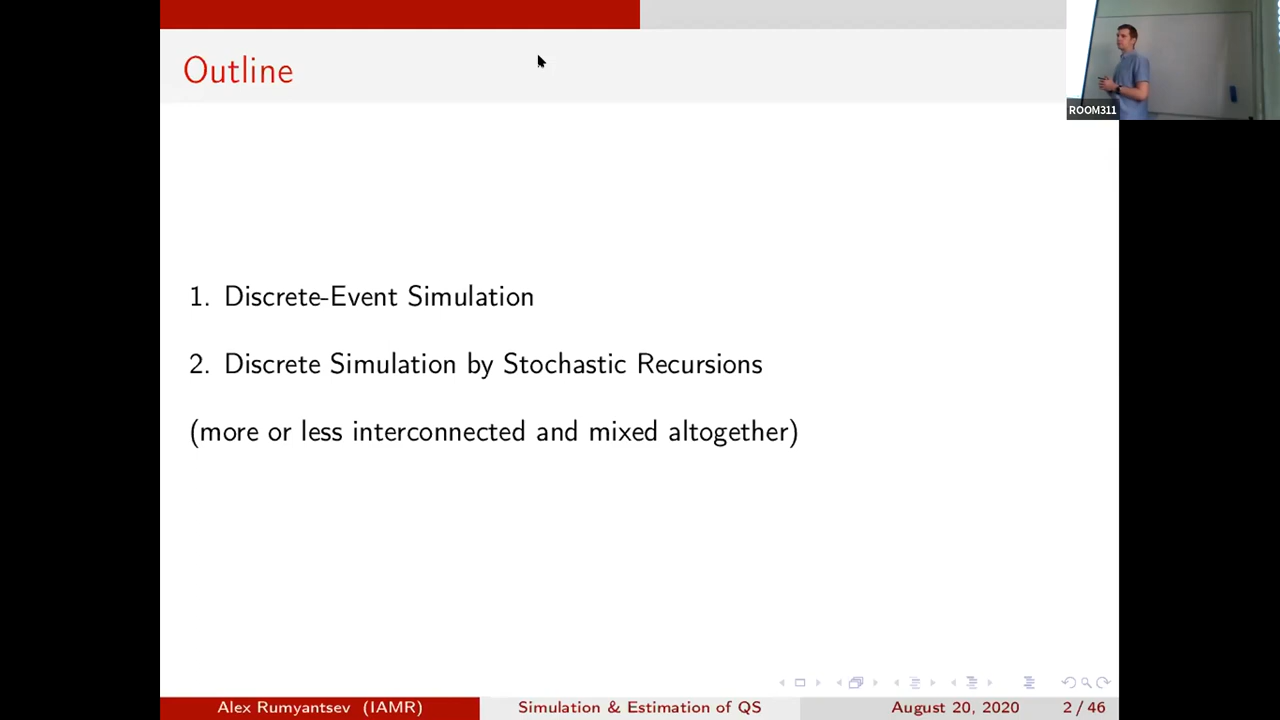 Outline
ROOM311
1. Discrete-Event Simulation
2. Discrete Simulation by Stochastic Recursions
(more or less interconnected and mixed altogether)
Alex Rumyantsev (IAMR) Simulation & Estimation of QS August 20, 2020 2 / 46